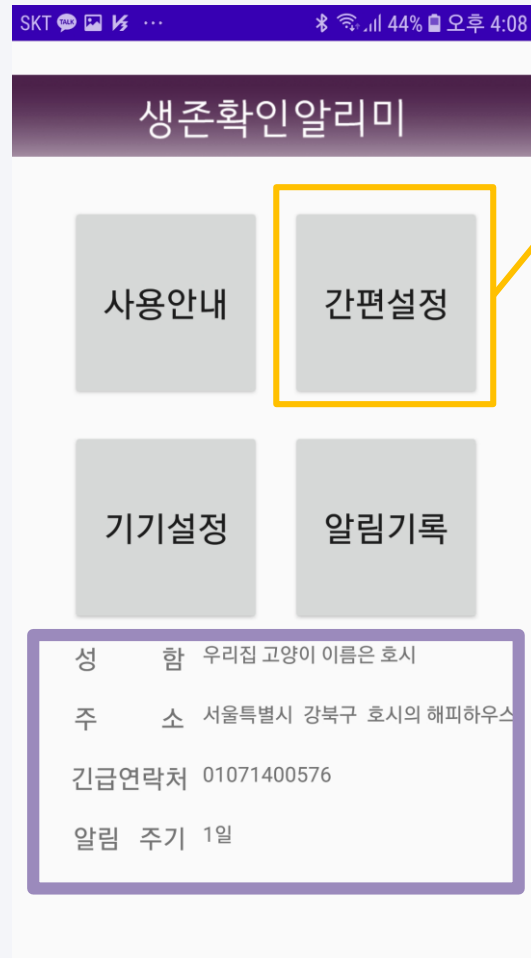 SKT TALK ··· 44% 오후 4:08
생존확인알리미
사용안내 간편설정
기기설정 알림기록
성 함 우리집 고양이 이름은 호시
주 소 서울특별시 강북구 호시의 해피하우스
긴급연락처 01071400576
알림 주기 1일